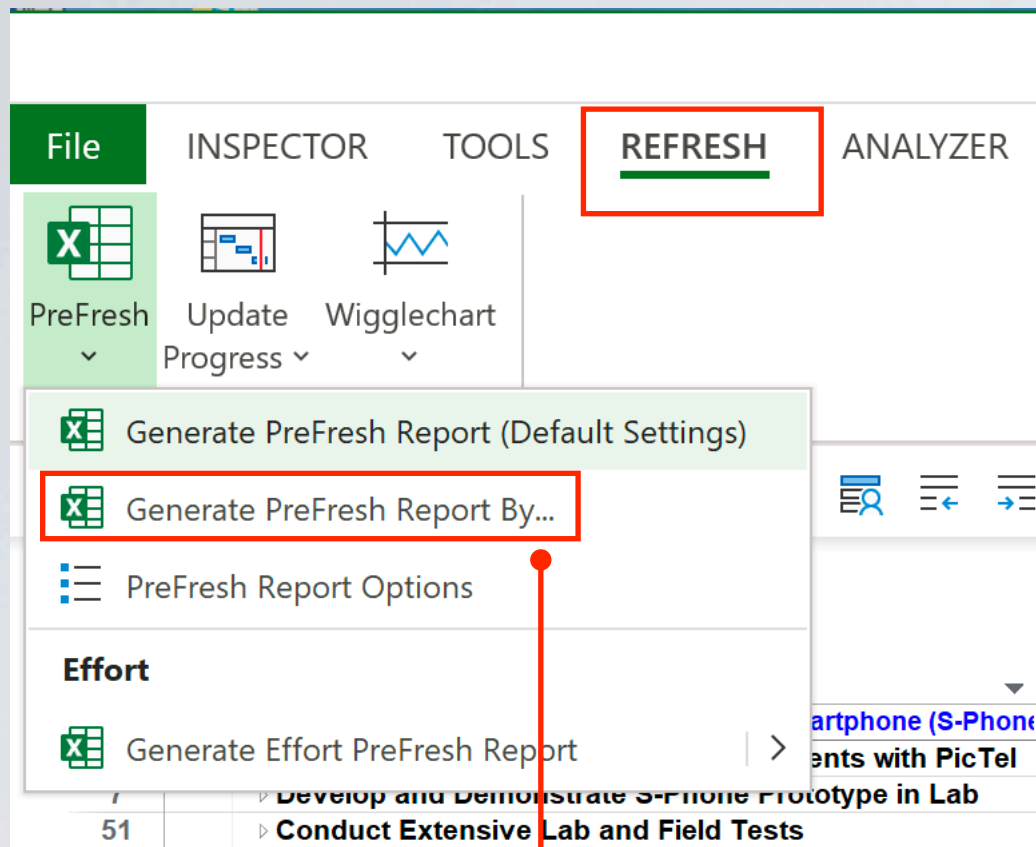 File INSPECTOR TOOLS REFRESH ANALYZER
PreFresh Update Wigglechart
Progress
Generate PreFresh Report (Default Settings)
Generate PreFresh Report By...
PreFresh Report Options
Effort
Generate Effort PreFresh Report
artphone (S-Phone
ents with PicTel
7 Develop and Demonstrate S-Phone Prototype in Lab
51 Conduct Extensive Lab and Field Tests